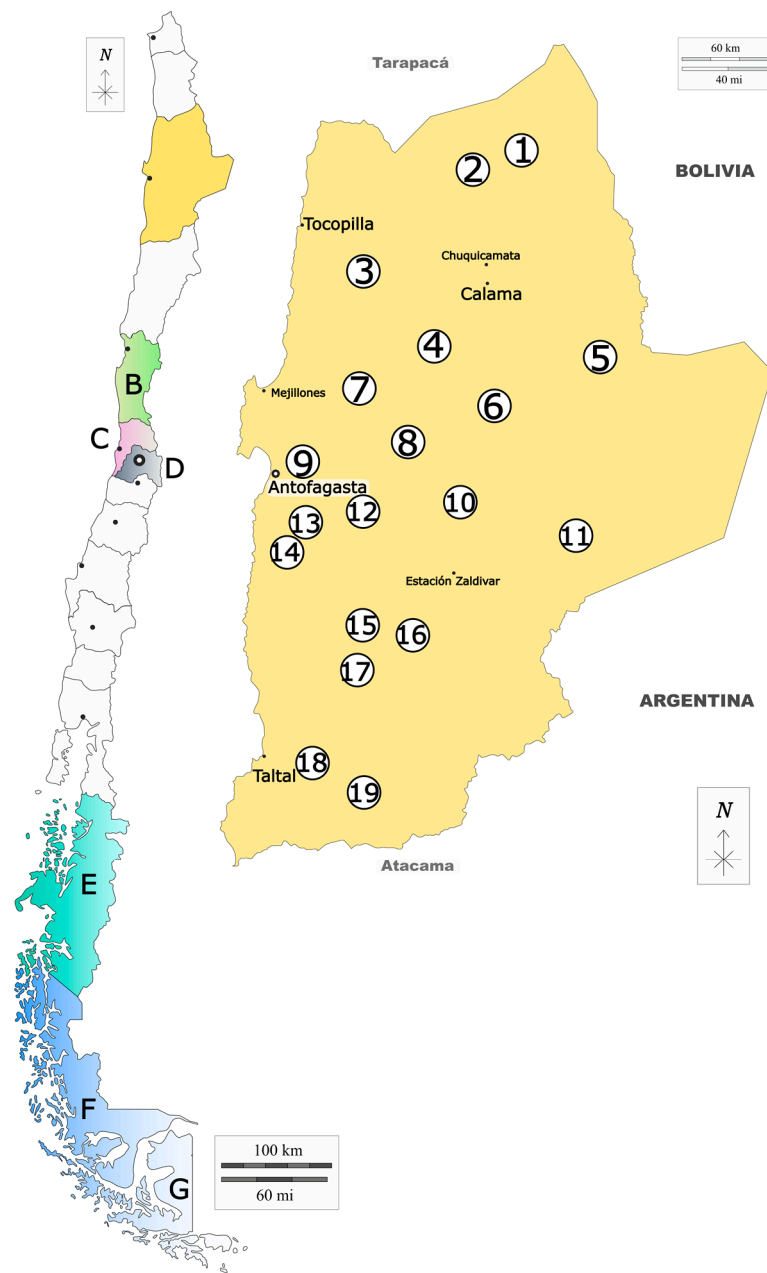 N
60 km
40 mi
Tarapacá
BOLIVIA
1
2
Tocopilla
Chuquicamata
3
Calama
4
5
B
7
Mejillones
6
8
C
D
9
Antofagasta
10
12
13
11
14
Estación Zaldivar
15
16
17
ARGENTINA
18
Taltal
19
N
Atacama
E
F
100 km
60 mi
G